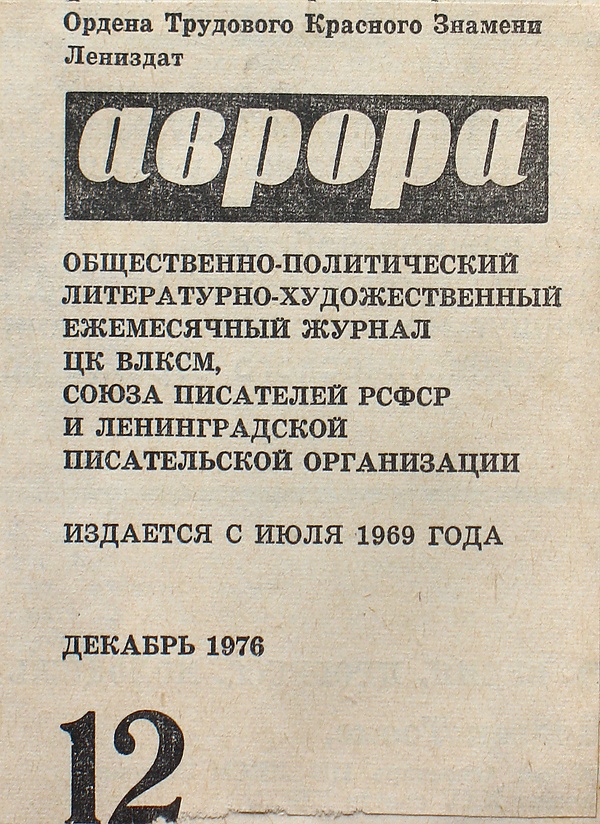 Ордена Трудового Красного Знамени
Лениздат
аврора
ОБЩЕСТВЕННО-ПОЛИТИЧЕСКИЙ
ЛИТЕРАТУРНО-ХУДОЖЕСТВЕННЫЙ
ЕЖЕМЕСЯЧНЫЙ ЖУРНАЛ
ЦК ВЛКСМ,
СОЮЗА ПИСАТЕЛЕЙ РСФСР
И ЛЕНИНГРАДСКОЙ
ПИСАТЕЛЬСКОЙ ОРГАНИЗАЦИИ
ИЗДАЕТСЯ С ИЮЛЯ 1969 ГОДА
ДЕКАБРЬ 1976
12